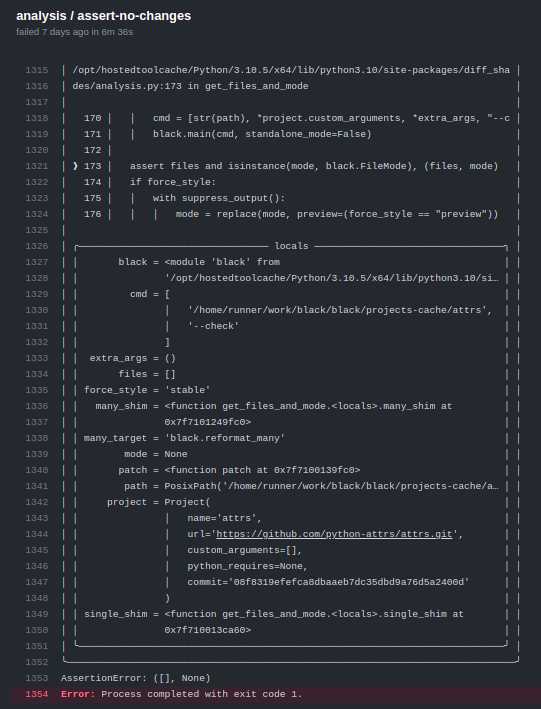 analysis / assert-no-changes
failed 7 days ago in 6m 36s
1315 │ /opt/hostedtoolcache/Python/3.10.5/x64/lib/python3.10/site-packages/diff_sha │
1316 │ des/analysis.py:173 in get_files_and_mode │
1317 │ │
1318 │ 170 │ │ cmd = [str(path), *project.custom_arguments, *extra_args, "--c │
1319 │ 171 │ │ black.main(cmd, standalone_mode=False) │
1320 │ 172 │ │
1321 │ ❱ 173 │ assert files and isinstance(mode, black.FileMode), (files, mode) │
1322 │ 174 │ if force_style: │
1323 │ 175 │ │ with suppress_output(): │
1324 │ 176 │ │ │ mode = replace(mode, preview=(force_style == "preview")) │
1325 │ │
1326 │ ╭───────────── locals ─────────────╮ │
1327 │ │ black = <module 'black' from │ │
1328 │ │ '/opt/hostedtoolcache/Python/3.10.5/x64/lib/python3.10/si… │ │
1329 │ │ cmd = [ │ │
1330 │ │ │ '/home/runner/work/black/black/projects-cache/attrs', │ │
1331 │ │ │ '--check' │ │
1332 │ │ ] │ │
1333 │ │ extra_args = () │ │
1334 │ │ files = [] │ │
1335 │ │ force_style = 'stable' │ │
1336 │ │ many_shim = <function get_files_and_mode.<locals>.many_shim at │ │
1337 │ │ 0x7f7101249fc0> │ │
1338 │ │ many_target = 'black.reformat_many' │ │
1339 │ │ mode = None │ │
1340 │ │ patch = <function patch at 0x7f7100139fc0> │ │
1341 │ │ path = PosixPath('/home/runner/work/black/black/projects-cache/a… │ │
1342 │ │ project = Project( │ │
1343 │ │ │ name='attrs', │ │
1344 │ │ │ url='https://github.com/python-attrs/attrs.git', │ │
1345 │ │ │ custom_arguments=[], │ │
1346 │ │ │ python_requires=None, │ │
1347 │ │ │ commit='08f8319efefca8dbaaeb7dc35dbd9a76d5a2400d' │ │
1348 │ │ ) │ │
1349 │ │ single_shim = <function get_files_and_mode.<locals>.single_shim at │ │
1350 │ │ 0x7f710013ca60> │ │
1351 │ ╰──────────────────────────╯ │
1352 ╰────────────────────────────╯
1353 AssertionError: ([], None)
1354 Error: Process completed with exit code 1.